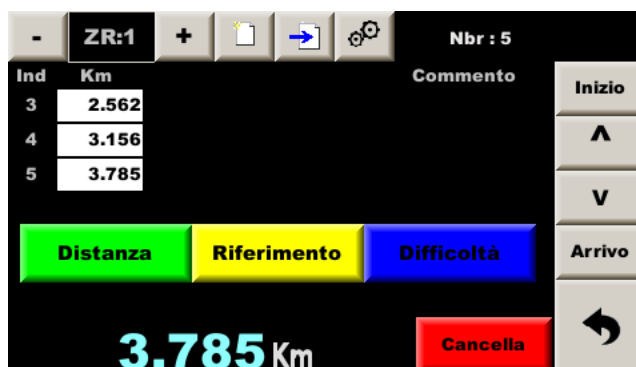 - ZR:1 + Nbr : 5
Ind Km Commento
Inizio
3 2.562
4 3.156
5 3.785
Distanza Riferimento Difficoltà Arrivo
3.785 Km Cancella